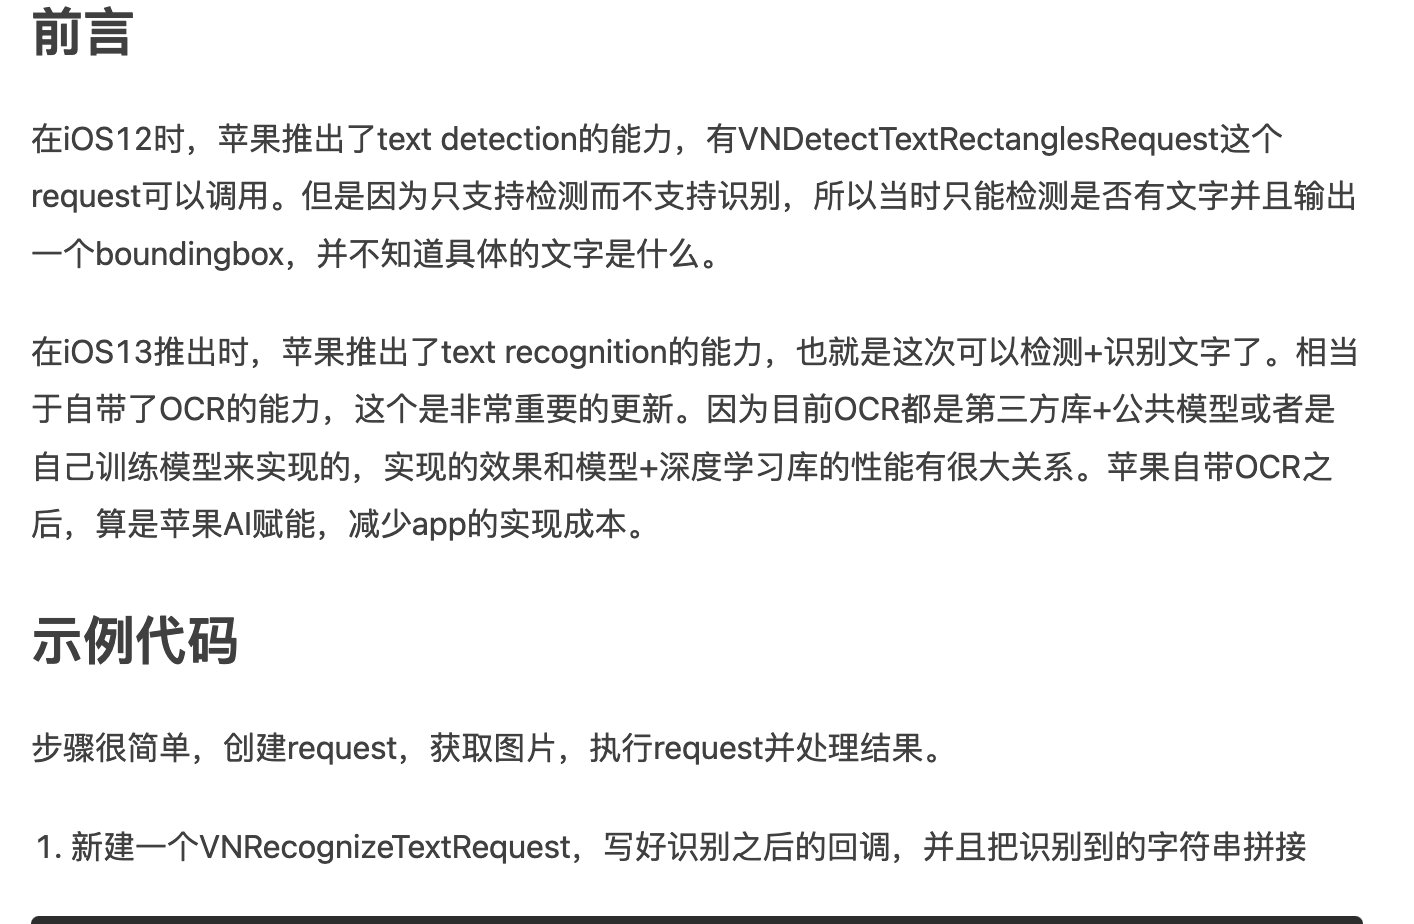 前言
在iOS12时，苹果推出了text detection的能力，有VNDetectTextRectanglesRequest这个
request可以调用。但是因为只支持检测而不支持识别，所以当时只能检测是否有文字并且输出
一个boundingbox，并不知道具体的文字是什么。
在iOS13推出时，苹果推出了text recognition的能力，也就是这次可以检测+识别文字了。相当
于自带了OCR的能力，这个是非常重要的更新。因为目前OCR都是第三方库+公共模型或者是
自己训练模型来实现的，实现的效果和模型+深度学习库的性能有很大关系。苹果自带OCR之
后，算是苹果AI赋能，减少app的实现成本。
示例代码
步骤很简单，创建request，获取图片，执行request并处理结果。
1. 新建一个VNRecognizeTextRequest，写好识别之后的回调，并且把识别到的字符串拼接